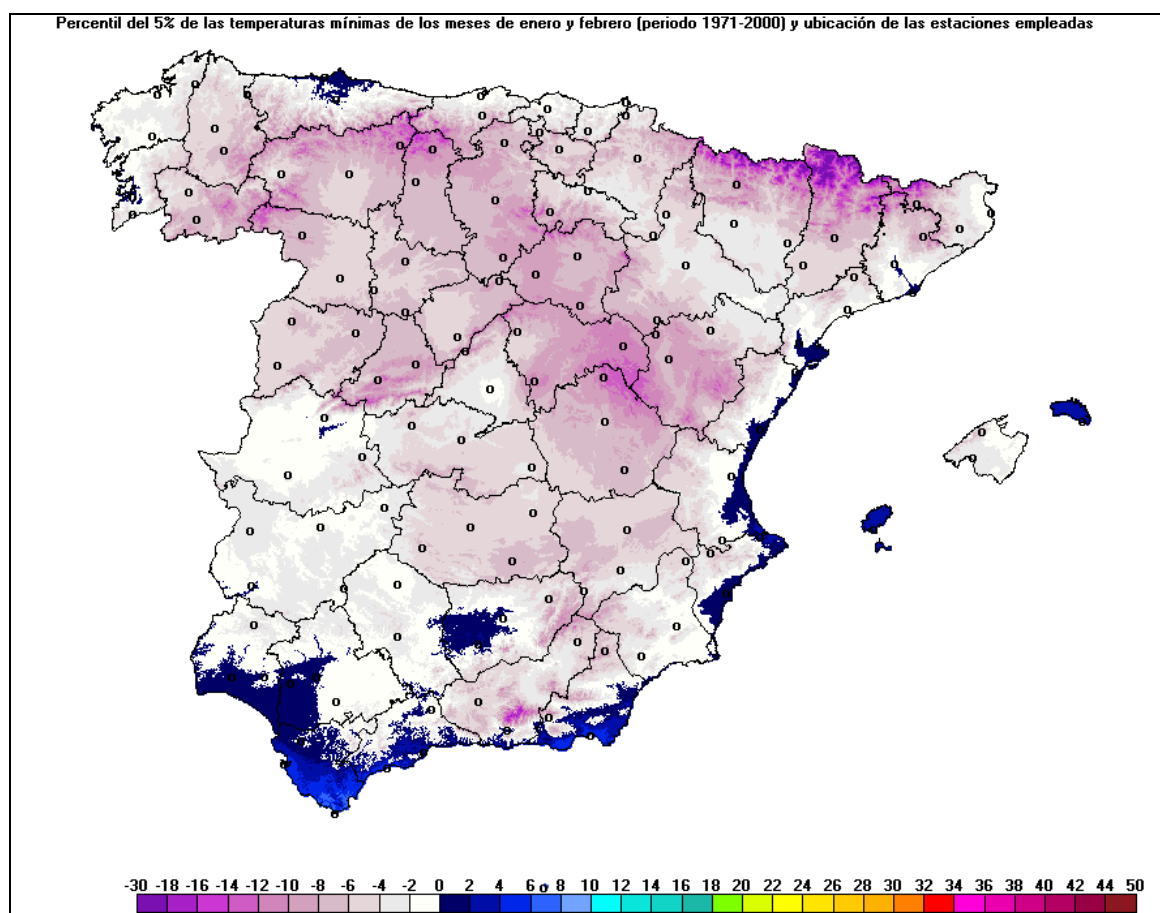 Percentil del 5% de las temperaturas mínimas de los meses de enero y febrero (periodo 1971-2000) y ubicación de las estaciones empleadas
-30 -18 -16 -14 -12 -10 -8 -6 -4 -2 0 2 4 6 8 10 12 14 16 18 20 22 24 26 28 30 32 34 36 38 40 42 44 50